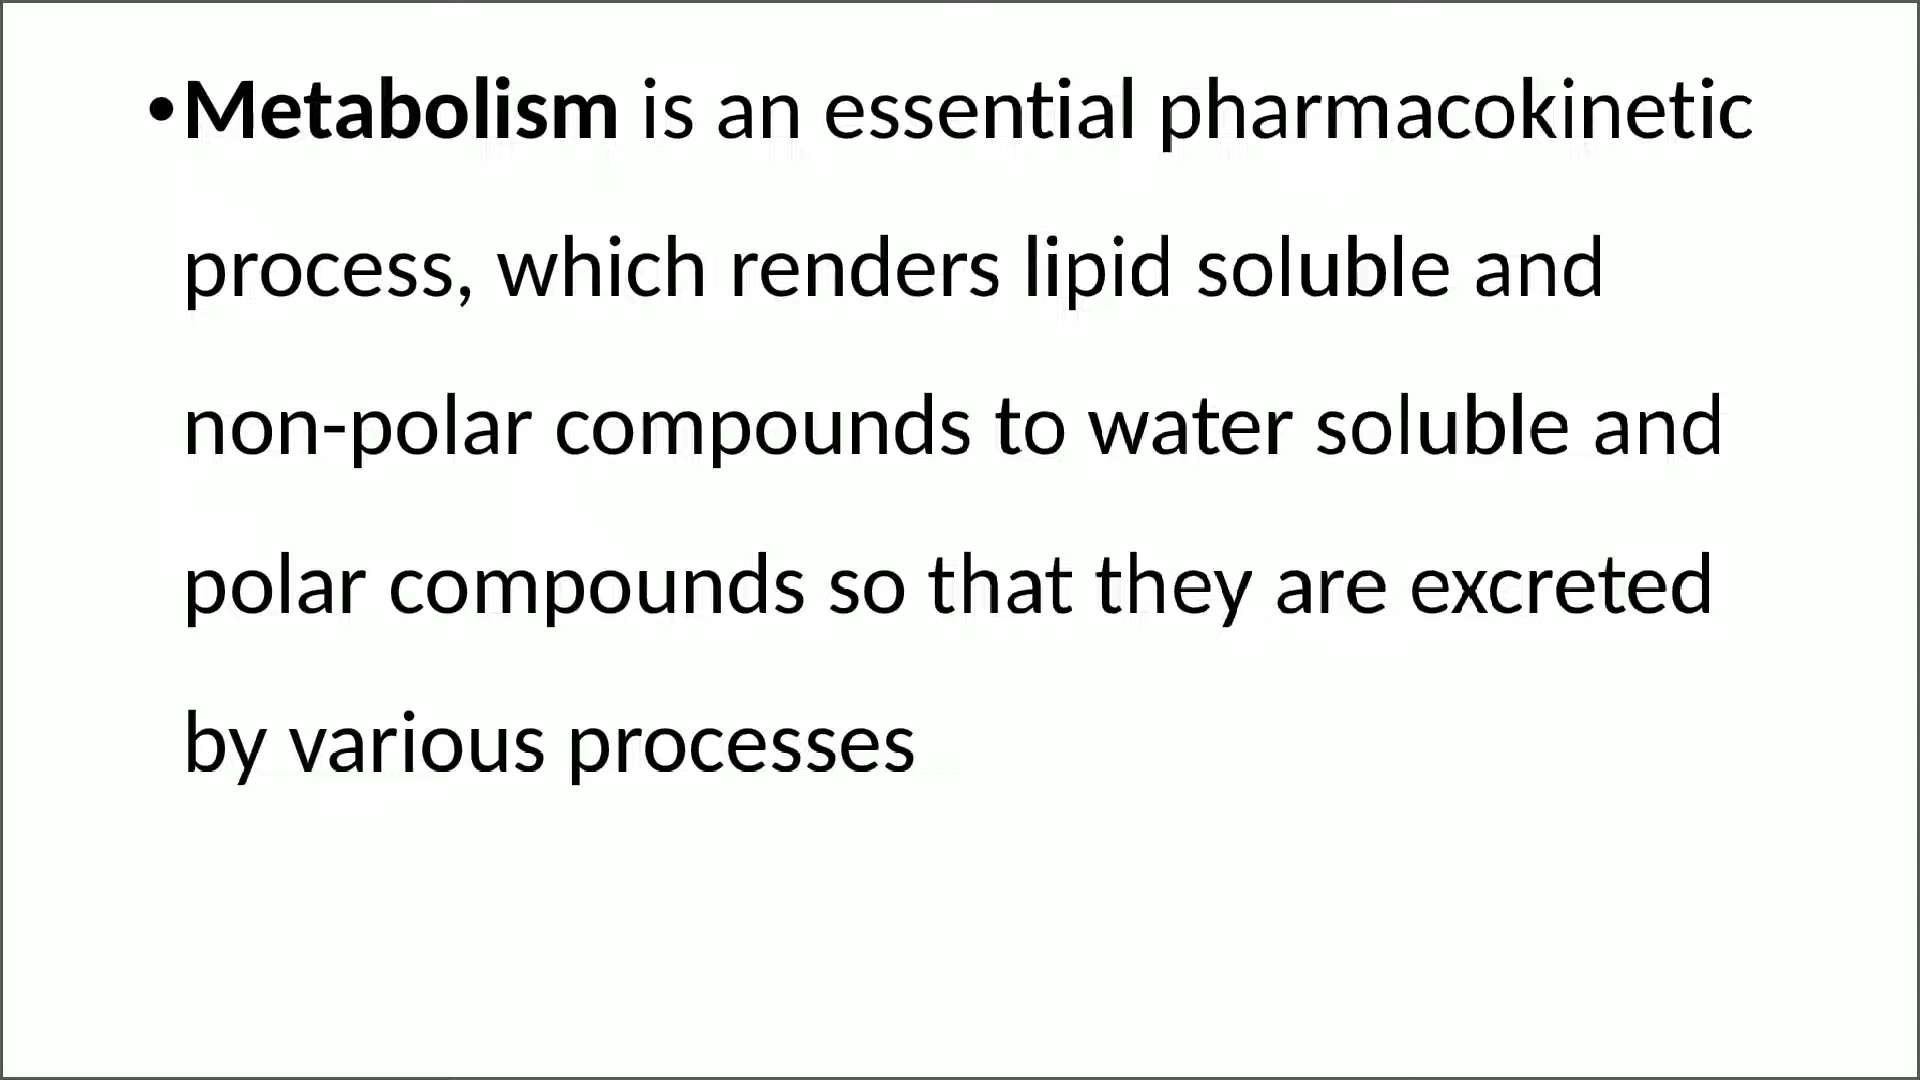 •Metabolism is an essential pharmacokinetic
process, which renders lipid soluble and
non-polar compounds to water soluble and
polar compounds so that they are excreted
by various processes